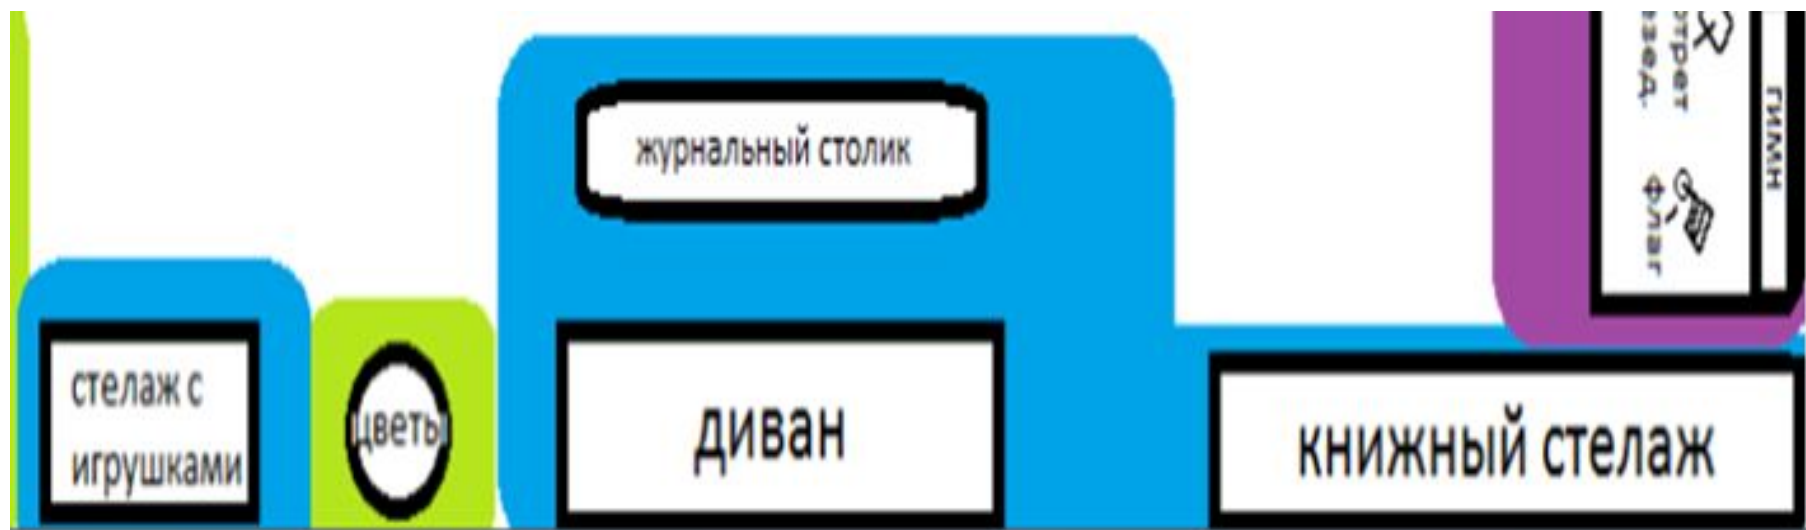 гимн
флаг
журнальный столик
стелаж с
игрушками
цветы
диван
книжный стелаж